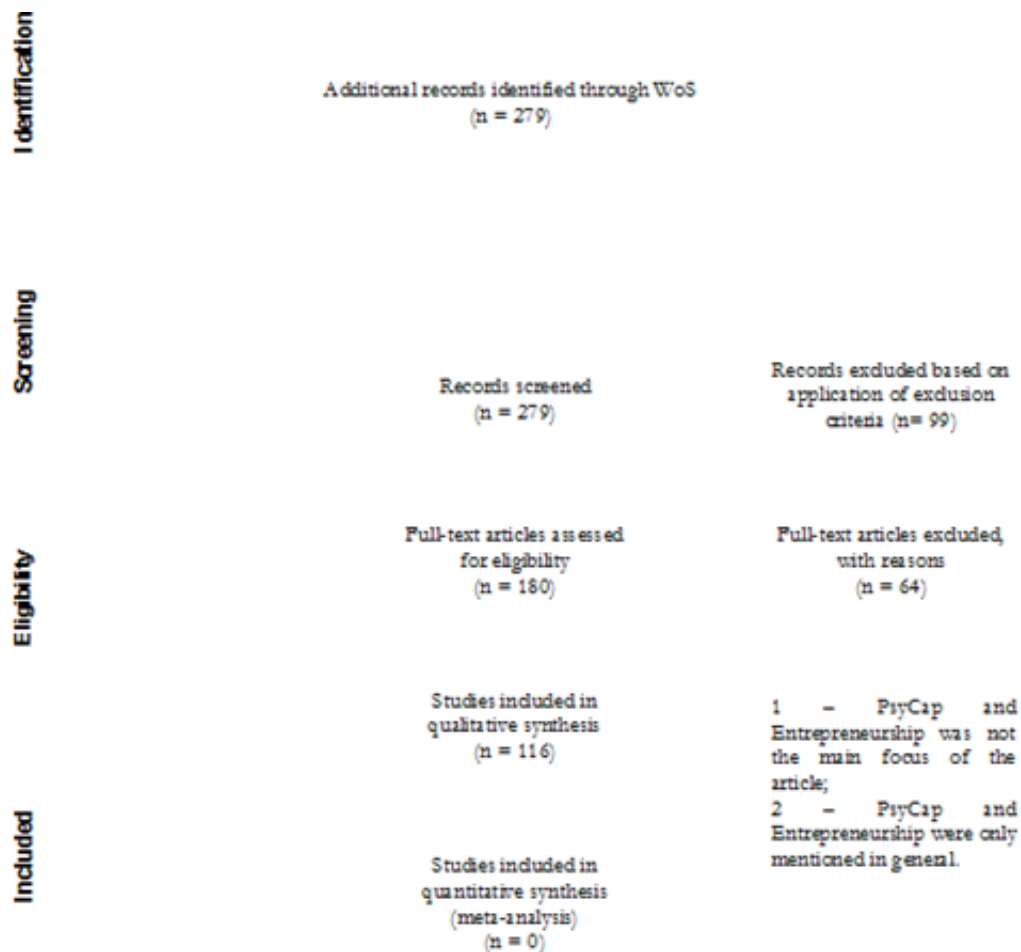 Identification
Additional records identified through WoS
(n = 279)
Screening
Records screened
(n = 279)
Records excluded based on
application of exclusion
criteria (n= 99)
Eligibility
Full-text articles assessed
for eligibility
(n = 180)
Full-text articles excluded,
with reasons
(n = 64)
Studies included in
qualitative synthesis
(n = 116)
1 – PsyCap and
Entrepreneurship was not
the main focus of the
article;
2 – PsyCap and
Entrepreneurship were only
mentioned in general.
Included
Studies included in
quantitative synthesis
(meta-analysis)
(n = 0)